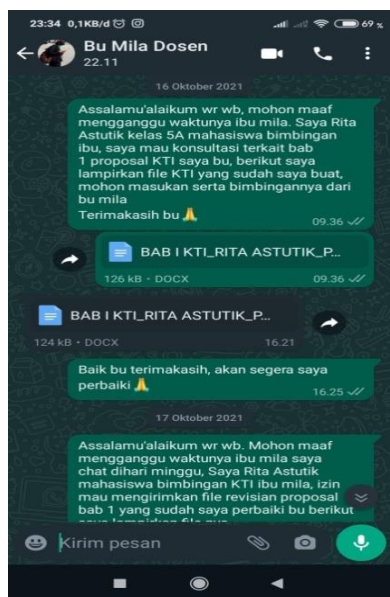 23:34 0,1KB/d
69 %
Bu Mila Dosen
22.11
16 Oktober 2021
Assalamu'alaikum wr wb, mohon maaf
mengganggu waktunya ibu mila. Saya Rita
Astutik kelas 5A mahasiswa bimbingan
ibu, saya mau konsultasi terkait bab
1 proposal KTI saya bu, berikut saya
lampirkan file KTI yang sudah saya buat,
mohon masukan serta bimbingannya dari
bu mila
Terimakasih bu🙏
09.36
BAB I KTI_RITA ASTUTIK_P...
126 kB • DOCX
09.36
BAB I KTI_RITA ASTUTIK_P...
124 kB • DOCX
16.21
Baik bu terimakasih, akan segera saya
perbaiki🙏
16.25
17 Oktober 2021
Assalamu'alaikum wr wb. Mohon maaf
mengganggu waktunya ibu mila saya
chat dihari minggu, Saya Rita Astutik
mahasiswa bimbingan KTI ibu mila, izin
mau mengirimkan file revisian proposal
bab 1 yang sudah saya perbaiki bu berikut
Kirim pesan